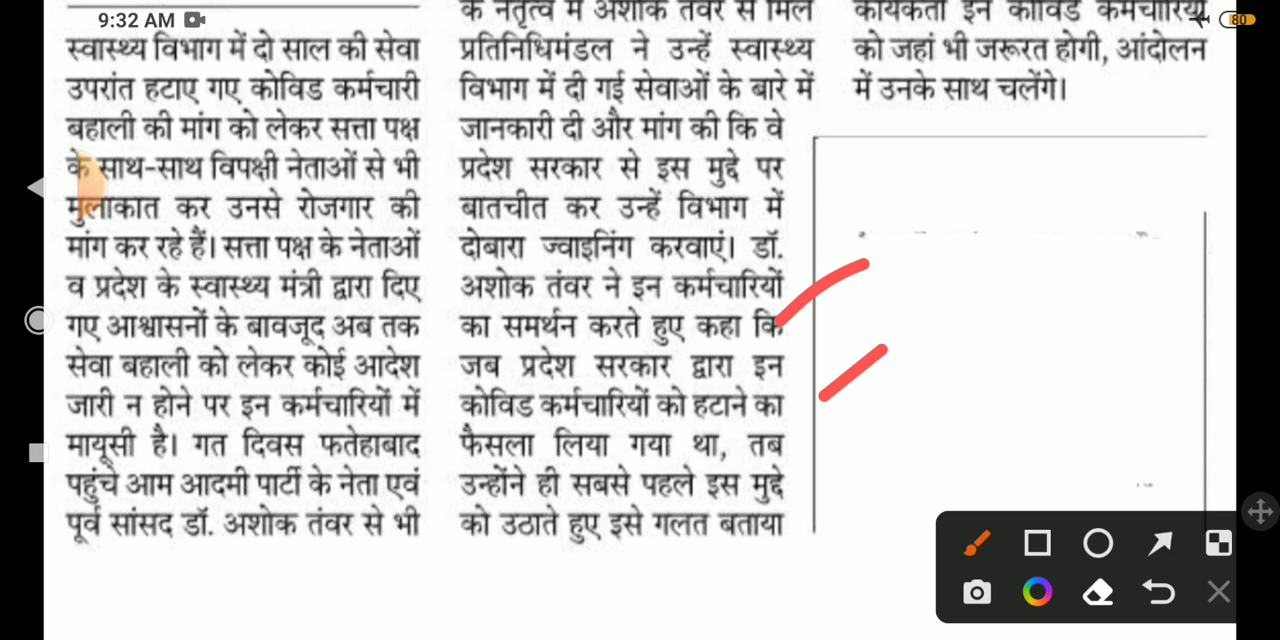 9:32 AM
80
स्वास्थ्य विभाग में दो साल की सेवा
उपरांत हटाए गए कोविड कर्मचारी
बहाली की मांग को लेकर सत्ता पक्ष
के साथ-साथ विपक्षी नेताओं से भी
मुलाकात कर उनसे रोजगार की
मांग कर रहे हैं। सत्ता पक्ष के नेताओं
व प्रदेश के स्वास्थ्य मंत्री द्वारा दिए
गए आश्वासनों के बावजूद अब तक
सेवा बहाली को लेकर कोई आदेश
जारी न होने पर इन कर्मचारियों में
मायूसी है। गत दिवस फतेहाबाद
पहुंचे आम आदमी पार्टी के नेता एवं
पूर्व सांसद डॉ. अशोक तंवर से भी
के नेतृत्व में अशोक तंवर से मिले
प्रतिनिधिमंडल ने उन्हें स्वास्थ्य
विभाग में दी गई सेवाओं के बारे में
जानकारी दी और मांग की कि वे
प्रदेश सरकार से इस मुद्दे पर
बातचीत कर उन्हें विभाग में
दोबारा ज्वाइनिंग करवाएं। डॉ.
अशोक तंवर ने इन कर्मचारियों
का समर्थन करते हुए कहा कि
जब प्रदेश सरकार द्वारा इन
कोविड कर्मचारियों को हटाने का
फैसला लिया गया था, तब
उन्होंने ही सबसे पहले इस मुद्दे
को उठाते हुए इसे गलत बताया
कार्यकर्ता इन कोविड कर्मचारियों
को जहां भी जरूरत होगी, आंदोलन
में उनके साथ चलेंगे।